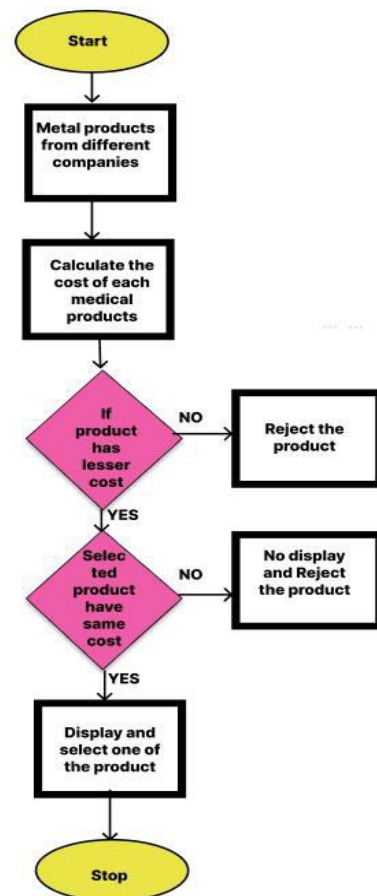 Start
Metal products
from different
companies
Calculate the
cost of each
medical
products
If
product
has
lesser
cost
NO
Reject the
product
YES
Selec
ted
product
have
same
cost
NO
No display
and Reject
the product
YES
Display and
select one of
the product
Stop